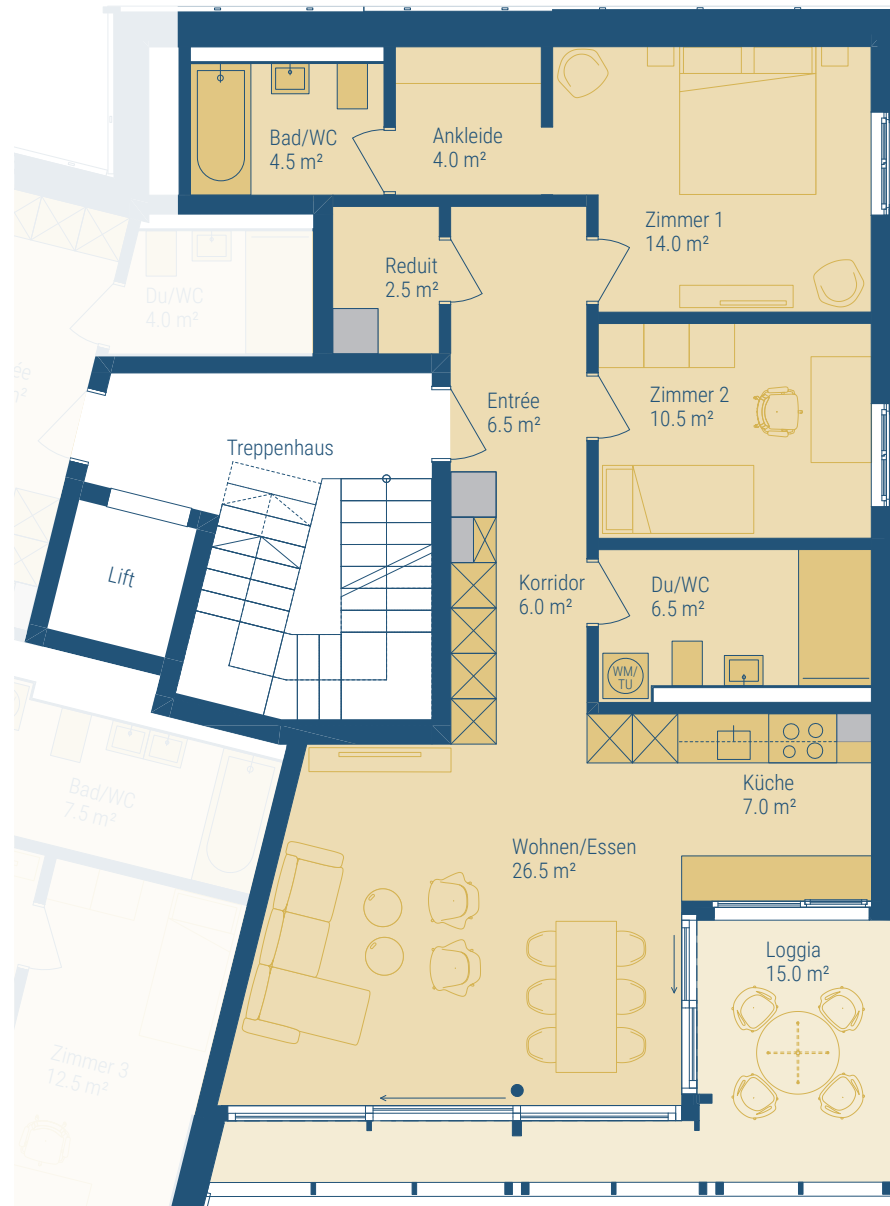 Bad/WC
4.5 m²
Ankleide
4.0 m²
Zimmer 1
14.0 m²
Reduit
2.5 m²
Du/WC
4.0 m²
Zimmer 2
10.5 m²
Entrée
6.5 m²
Treppenhaus
Lift
Korridor
6.0 m²
Du/WC
6.5 m²
WM/
TU
Bad/WC
7.5 m²
Küche
7.0 m²
Wohnen/Essen
26.5 m²
Loggia
15.0 m²
Zimmer 3
12.5 m²